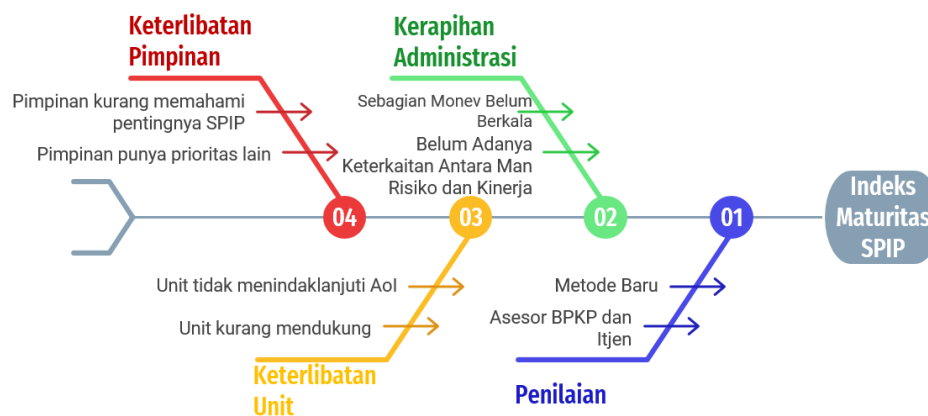 Keterlibatan
Pimpinan
Pimpinan kurang memahami
pentingnya SPIP
Pimpinan punya prioritas lain
Kerapihan
Administrasi
Sebagian Monev Belum
Berkala
Belum Adanya
Keterkaitan Antara Man
Risiko dan Kinerja
04
03
02
01
Indeks
Maturitas
SPIP
Unit tidak menindaklanjuti AoI
Unit kurang mendukung
Keterlibatan
Unit
Metode Baru
Asesor BPKP dan
Itjen
Penilaian